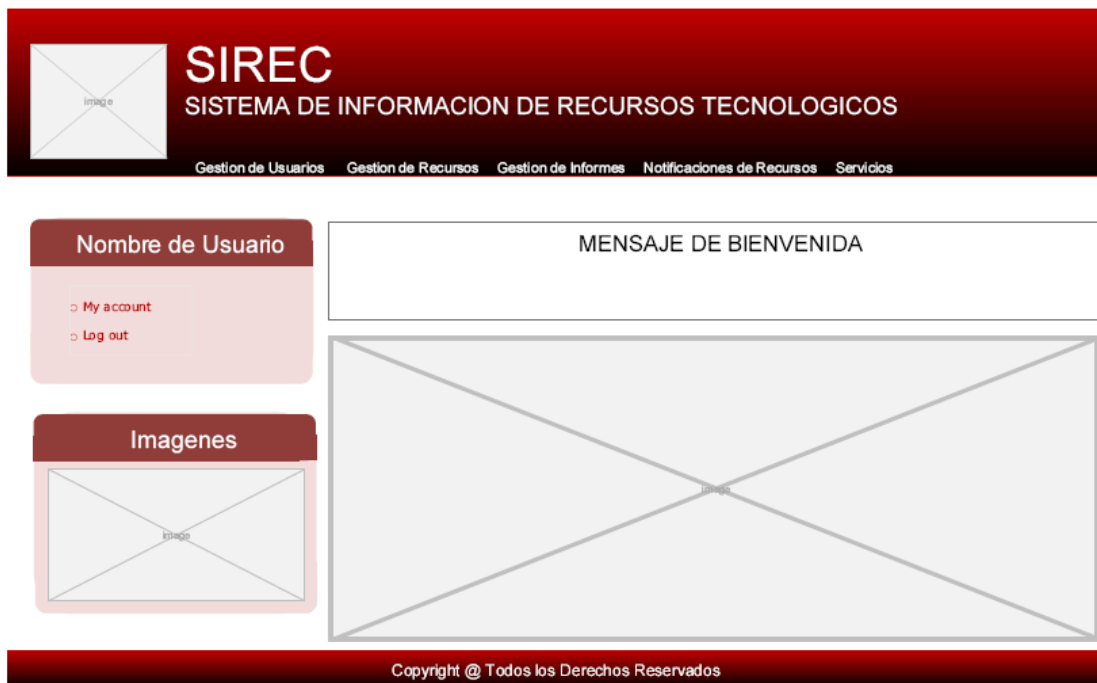 image
SIREC
SISTEMA DE INFORMACION DE RECURSOS TECNOLOGICOS
Gestion de Usuarios Gestion de Recursos Gestion de Informes Notificaciones de Recursos Servicios
Nombre de Usuario
My account
Log out
MENSAJE DE BIENVENIDA
Imagenes
image
image
Copyright @ Todos los Derechos Reservados